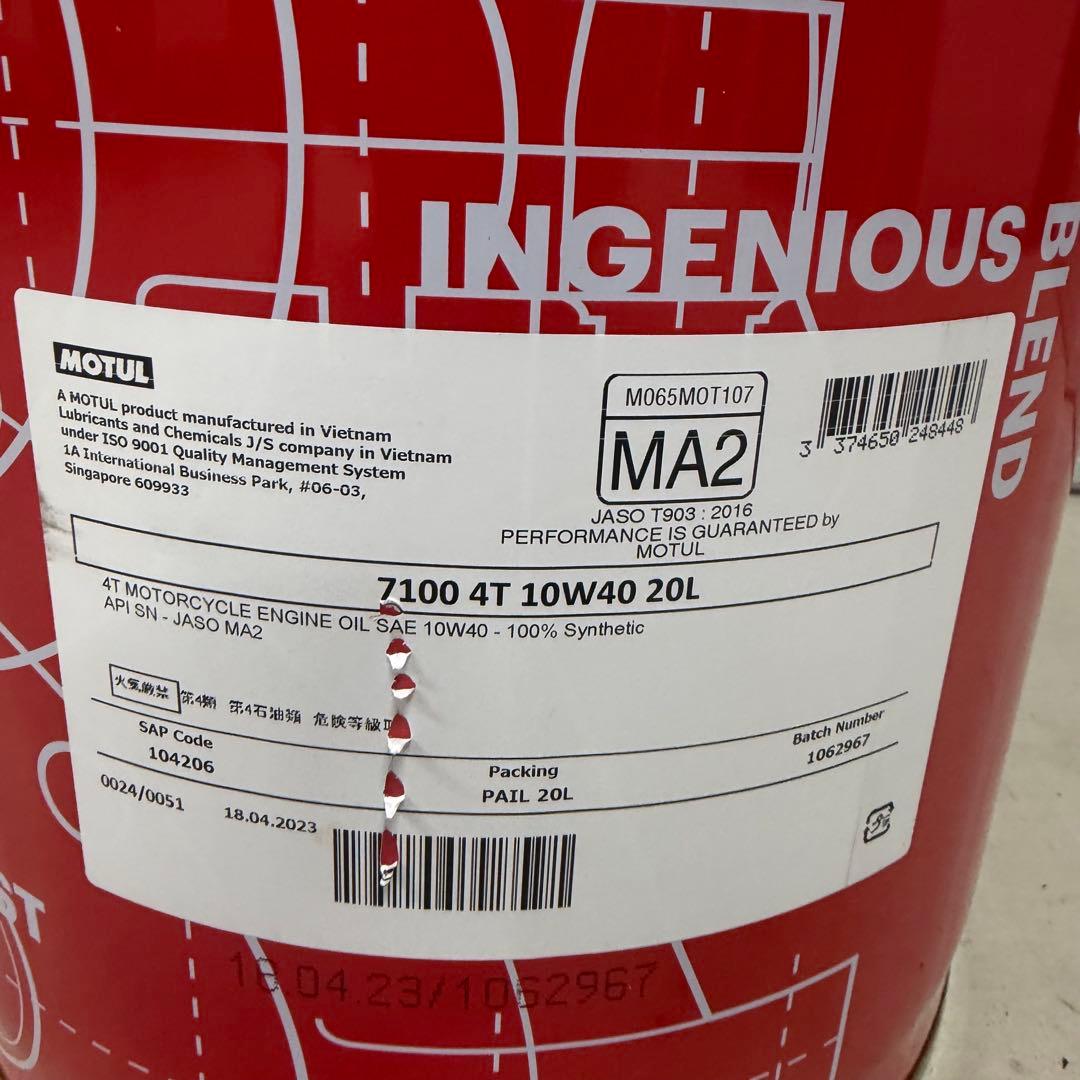 INGENIOUS
BLEND
MOTUL
A MOTUL product manufactured in Vietnam
Lubricants and Chemicals J/S company in Vietnam
under ISO 9001 Quality Management System
1A International Business Park, #06-03,
Singapore 609933
M065MOT107
MA2
JASO T903 : 2016
PERFORMANCE IS GUARANTEED by
MOTUL
3 374650 248448
7100 4T 10W40 20L
4T MOTORCYCLE ENGINE OIL SAE 10W40 - 100% Synthetic
API SN - JASO MA2
火気厳禁 第4類 第4石油類 危険等級
SAP Code
104206
Packing
PAIL 20L
Batch Number
1062967
0024/0051
18.04.2023
18.04.23/1062967